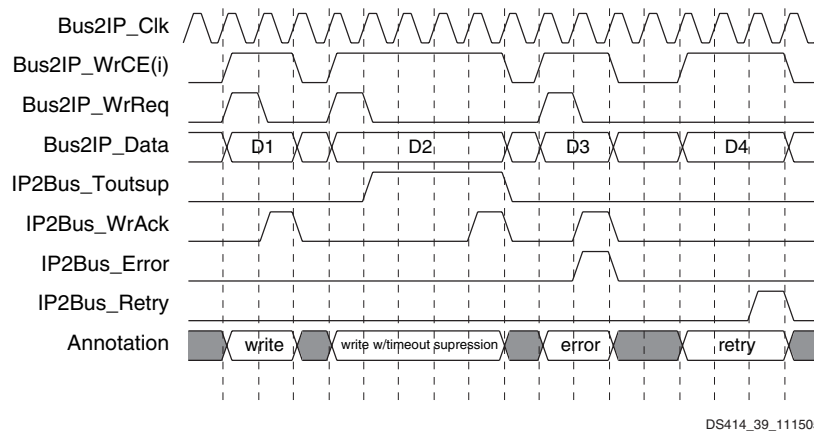 Bus2IP_Clk
Bus2IP_WrCE(i)
Bus2IP_WrReq
Bus2IP_Data D1 D2 D3 D4
IP2Bus_Toutsup
IP2Bus_WrAck
IP2Bus_Error
IP2Bus_Retry
Annotation write write w/timeout supression error retry
DS414_39_11150